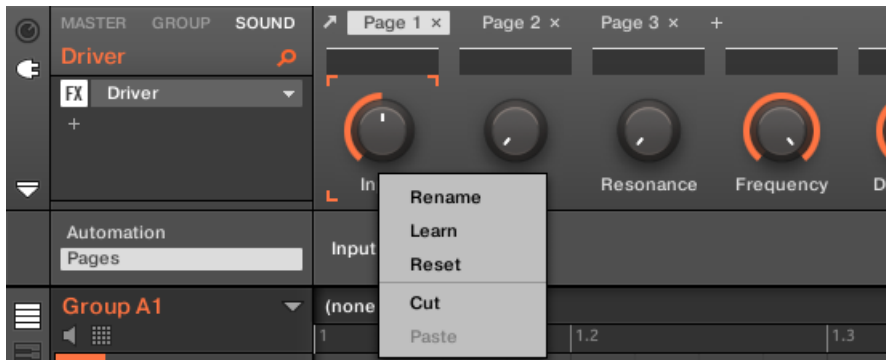 MASTER GROUP SOUND
Page 1 × Page 2 × Page 3 × +
Driver
FX Driver
+
Resonance Frequency
Rename
Learn
Reset
Cut
Paste
Automation
Pages
Input
Group A1
(none
1 1.2 1.3